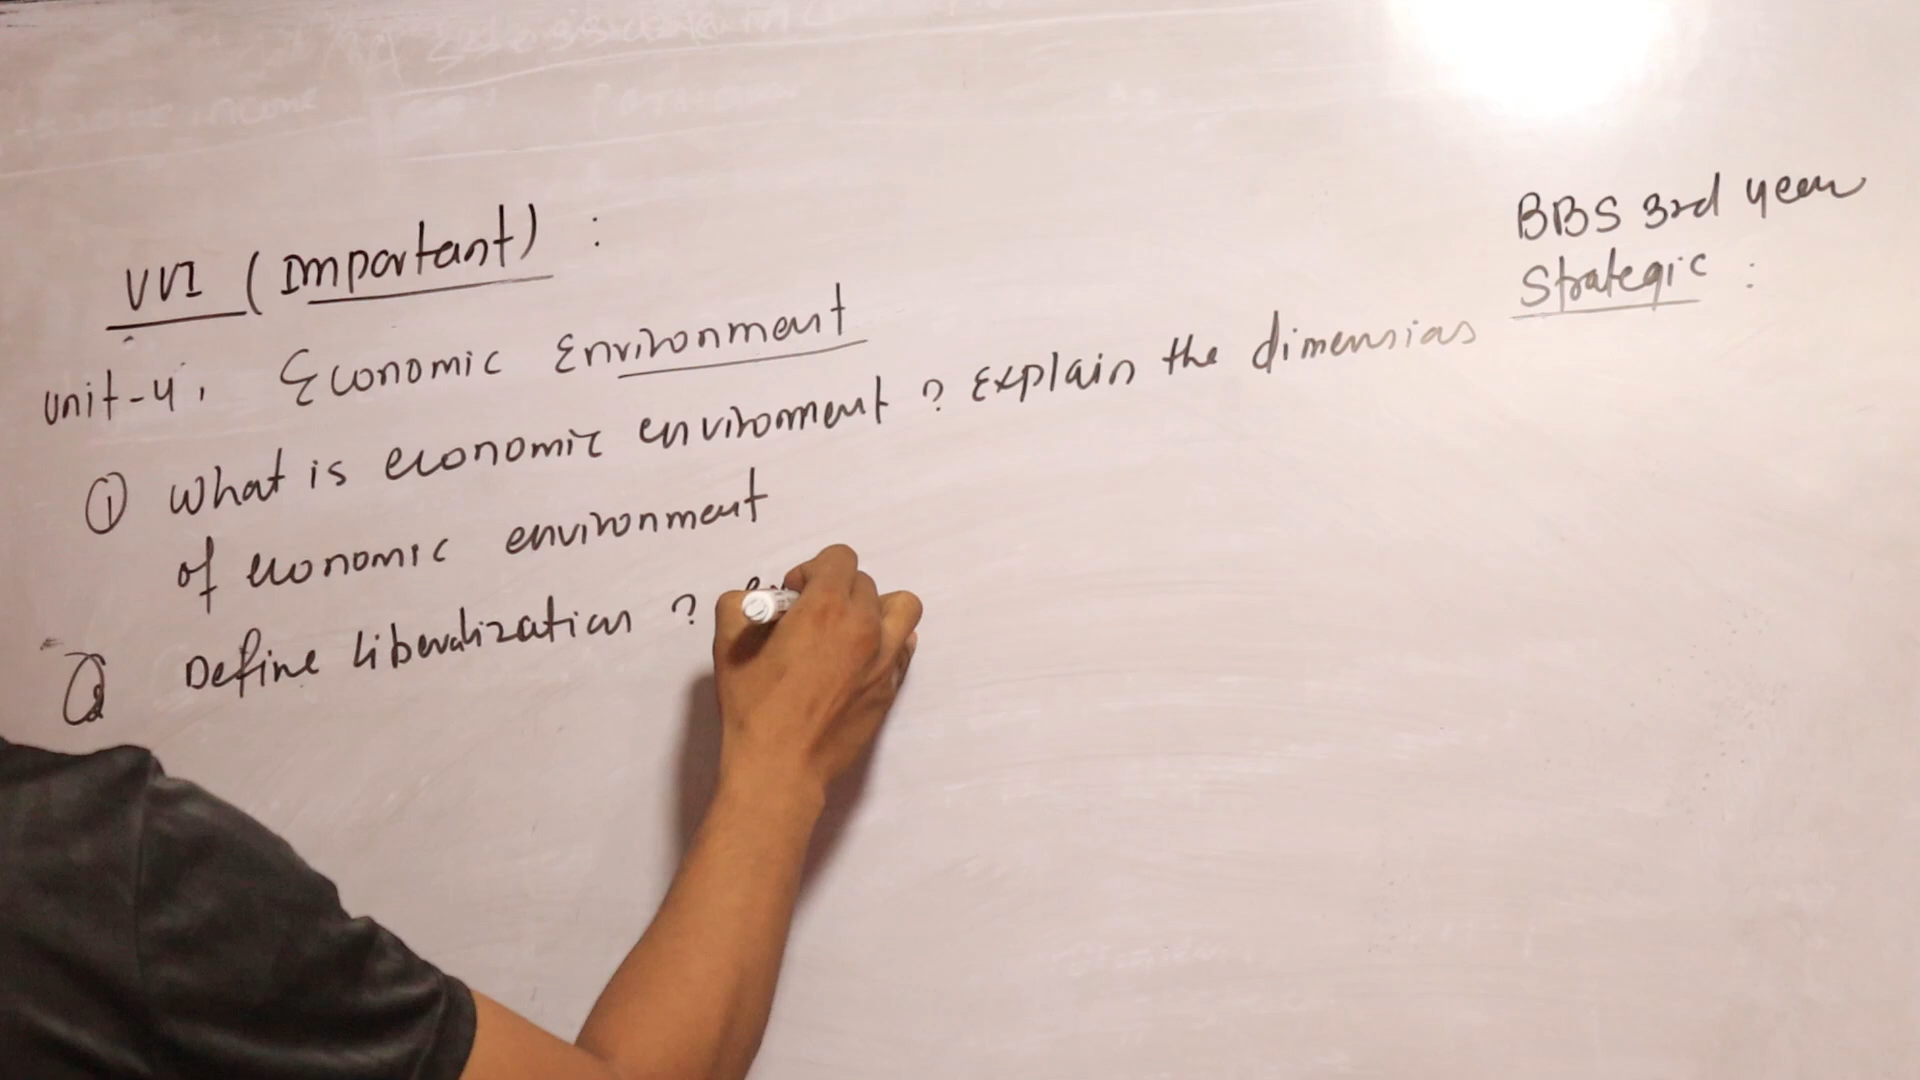 BBS 3rd year
Strategic :
VVI (Important) :
Unit-4, Economic Environment
① What is economic environment ? Explain the dimensions
of economic environment
② Define liberalization ?